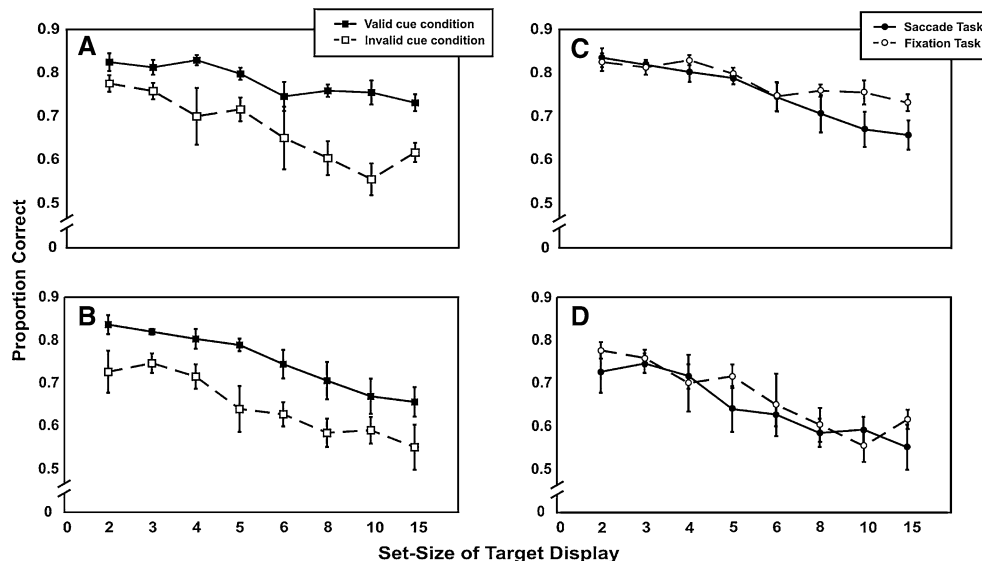 Valid cue condition
Invalid cue condition
Saccade Task
Fixation Task
A
0.9
0.8
0.7
0.6
0.5
0
0
C
0.9
0.8
0.7
0.6
0.5
0
0
Proportion Correct
B
0.9
0.8
0.7
0.6
0.5
0
0 2 3 4 5 6 8 10 15
D
0.9
0.8
0.7
0.6
0.5
0
0 2 3 4 5 6 8 10 15
Set-Size of Target Display